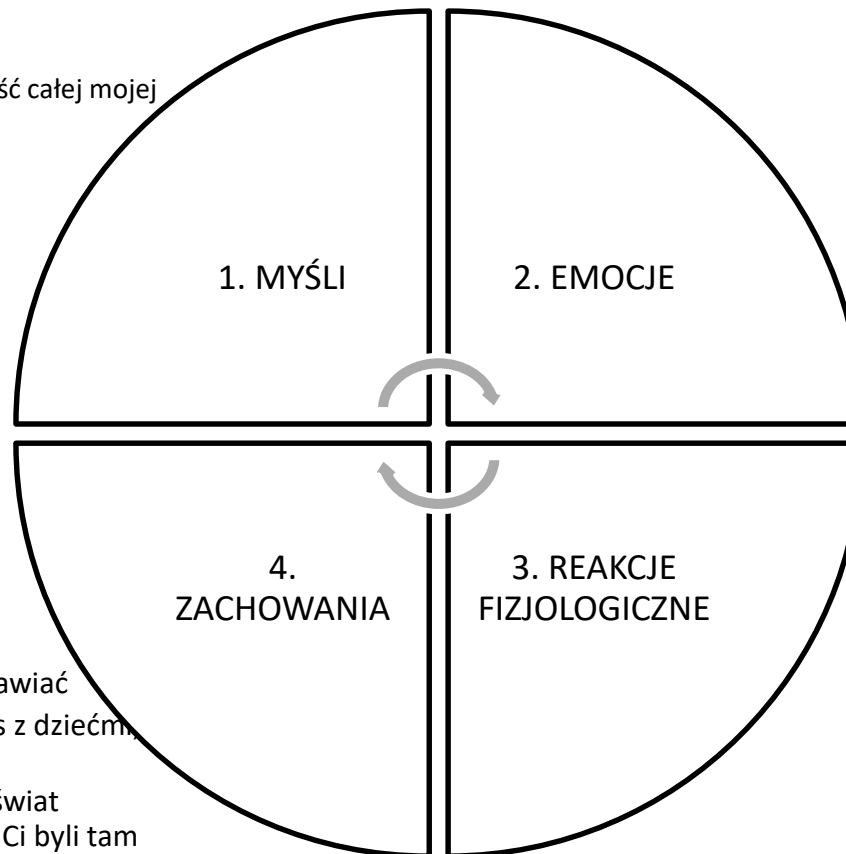 ść całej mojej
1. MYŚLI
2. EMOCJE
4.
ZACHOWANIA
3. REAKCJE
FIZJOLOGICZNE
awiać
s z dziećmi,
świat
Ci byli tam